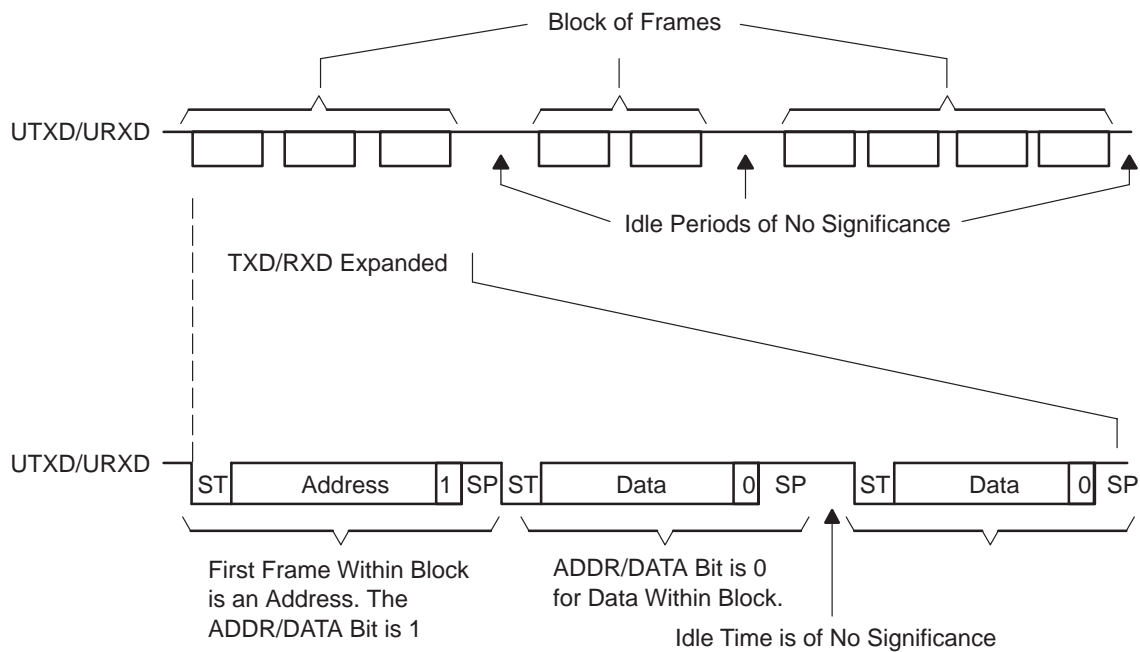 Block of Frames
UTXD/URXD
Idle Periods of No Significance
TXD/RXD Expanded
UTXD/URXD
ST Address 1 SP ST Data 0 SP ST Data 0 SP
First Frame Within Block
is an Address. The
ADDR/DATA Bit is 1
ADDR/DATA Bit is 0
for Data Within Block.
Idle Time is of No Significance